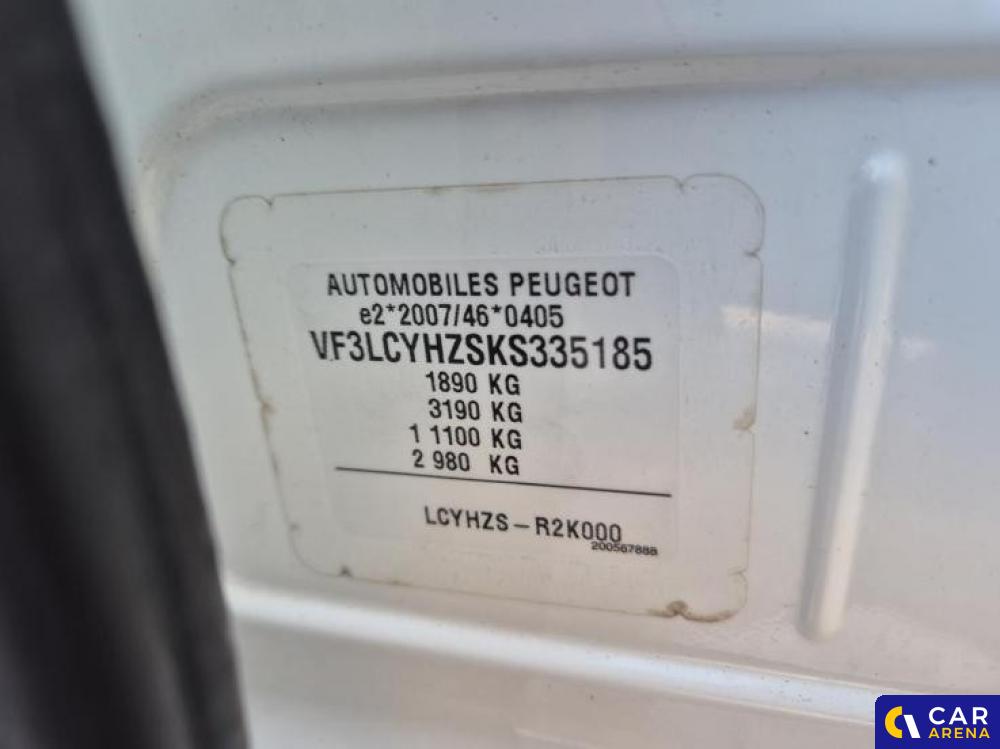 AUTOMOBILES PEUGEOT
e2*2007/46*0405
VF3LCYHZSKS335185
1890 KG
3190 KG
1 1100 KG
2 980 KG
LCYHZS - R2K000
200567888
CAR
ARENA